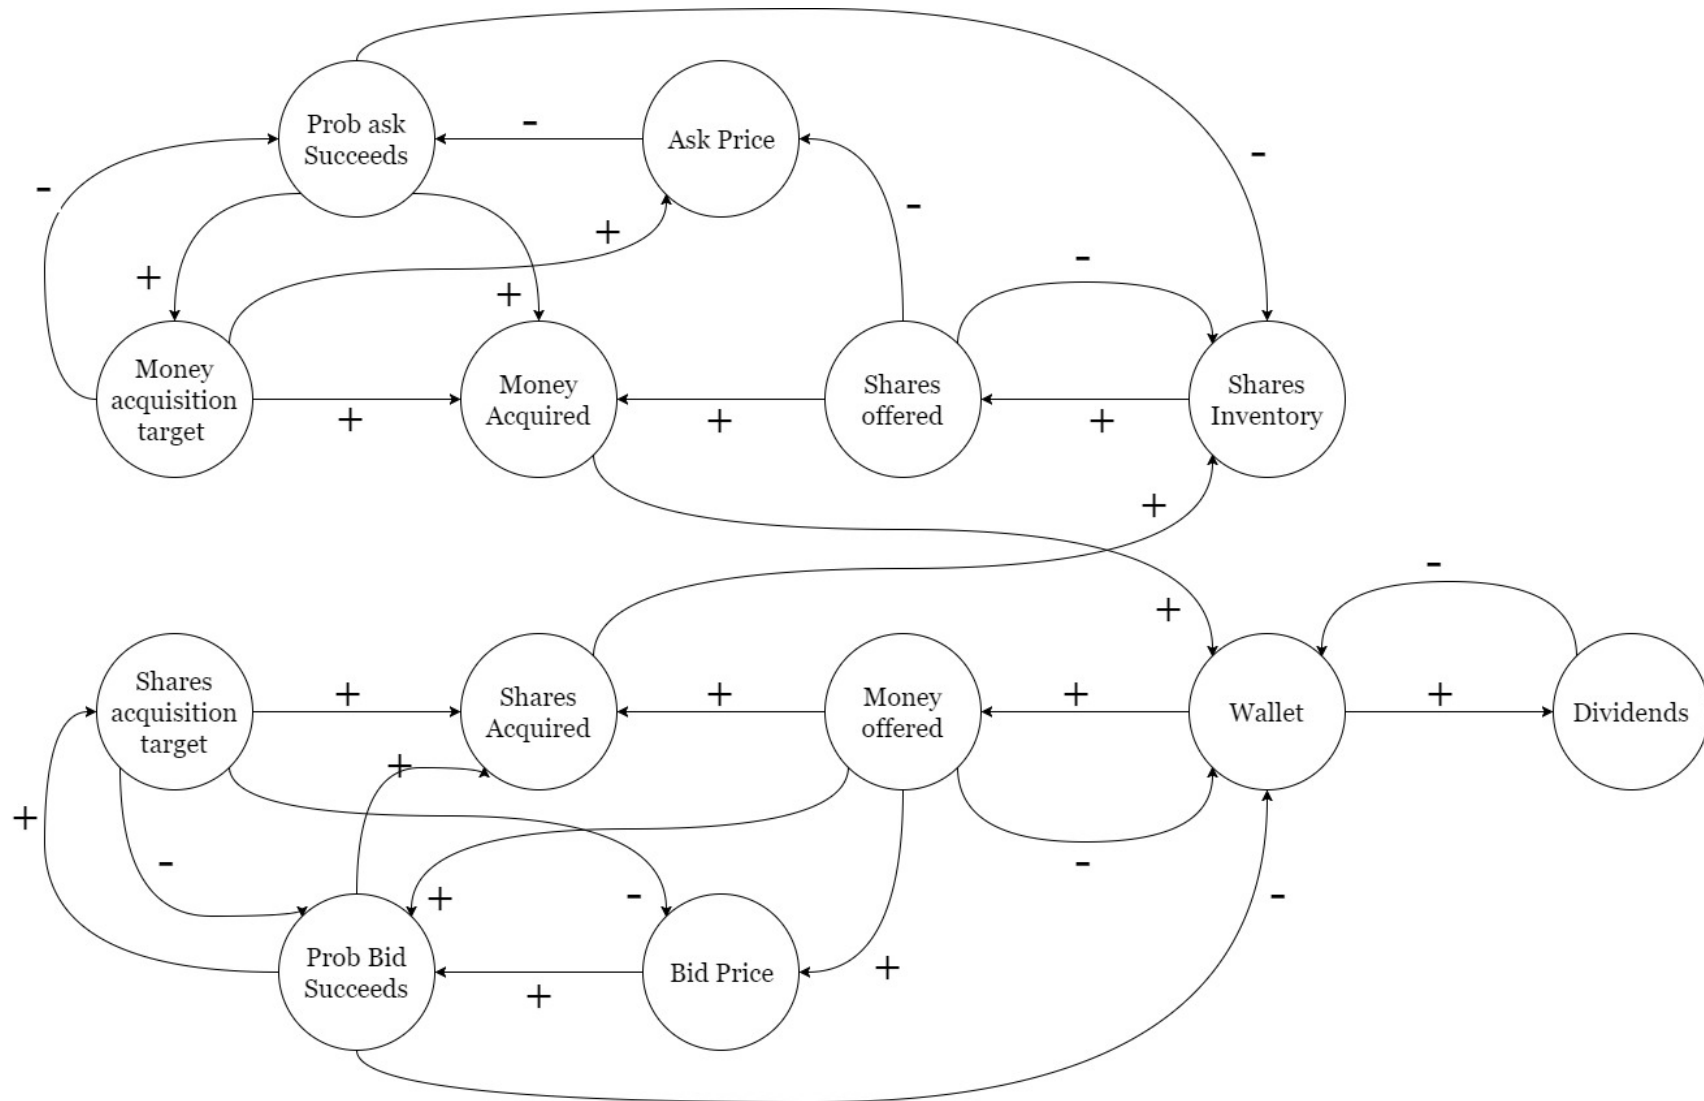 Prob ask
Succeeds
-
Ask Price
-
-
-
+
+
+
-
Money
acquisition
target
+
Money
Acquired
+
Shares
offered
+
Shares
Inventory
+
+
-
Shares
acquisition
target
+
Shares
Acquired
+
Money
offered
+
Wallet
+
Dividends
+
+
-
-
+
-
-
Prob Bid
Succeeds
+
Bid Price
+